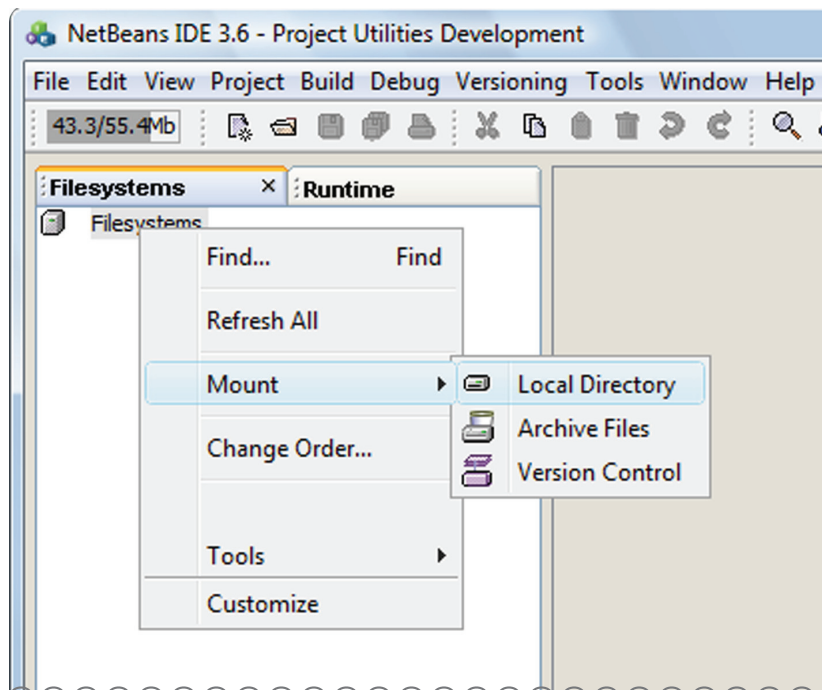 NetBeans IDE 3.6 - Project Utilities Development
File Edit View Project Build Debug Versioning Tools Window Help
43.3/55.4Mb
Filesystems × Runtime
Filesystems
Find... Find
Refresh All
Mount Local Directory
Archive Files
Change Order...
Version Control
Tools
Customize